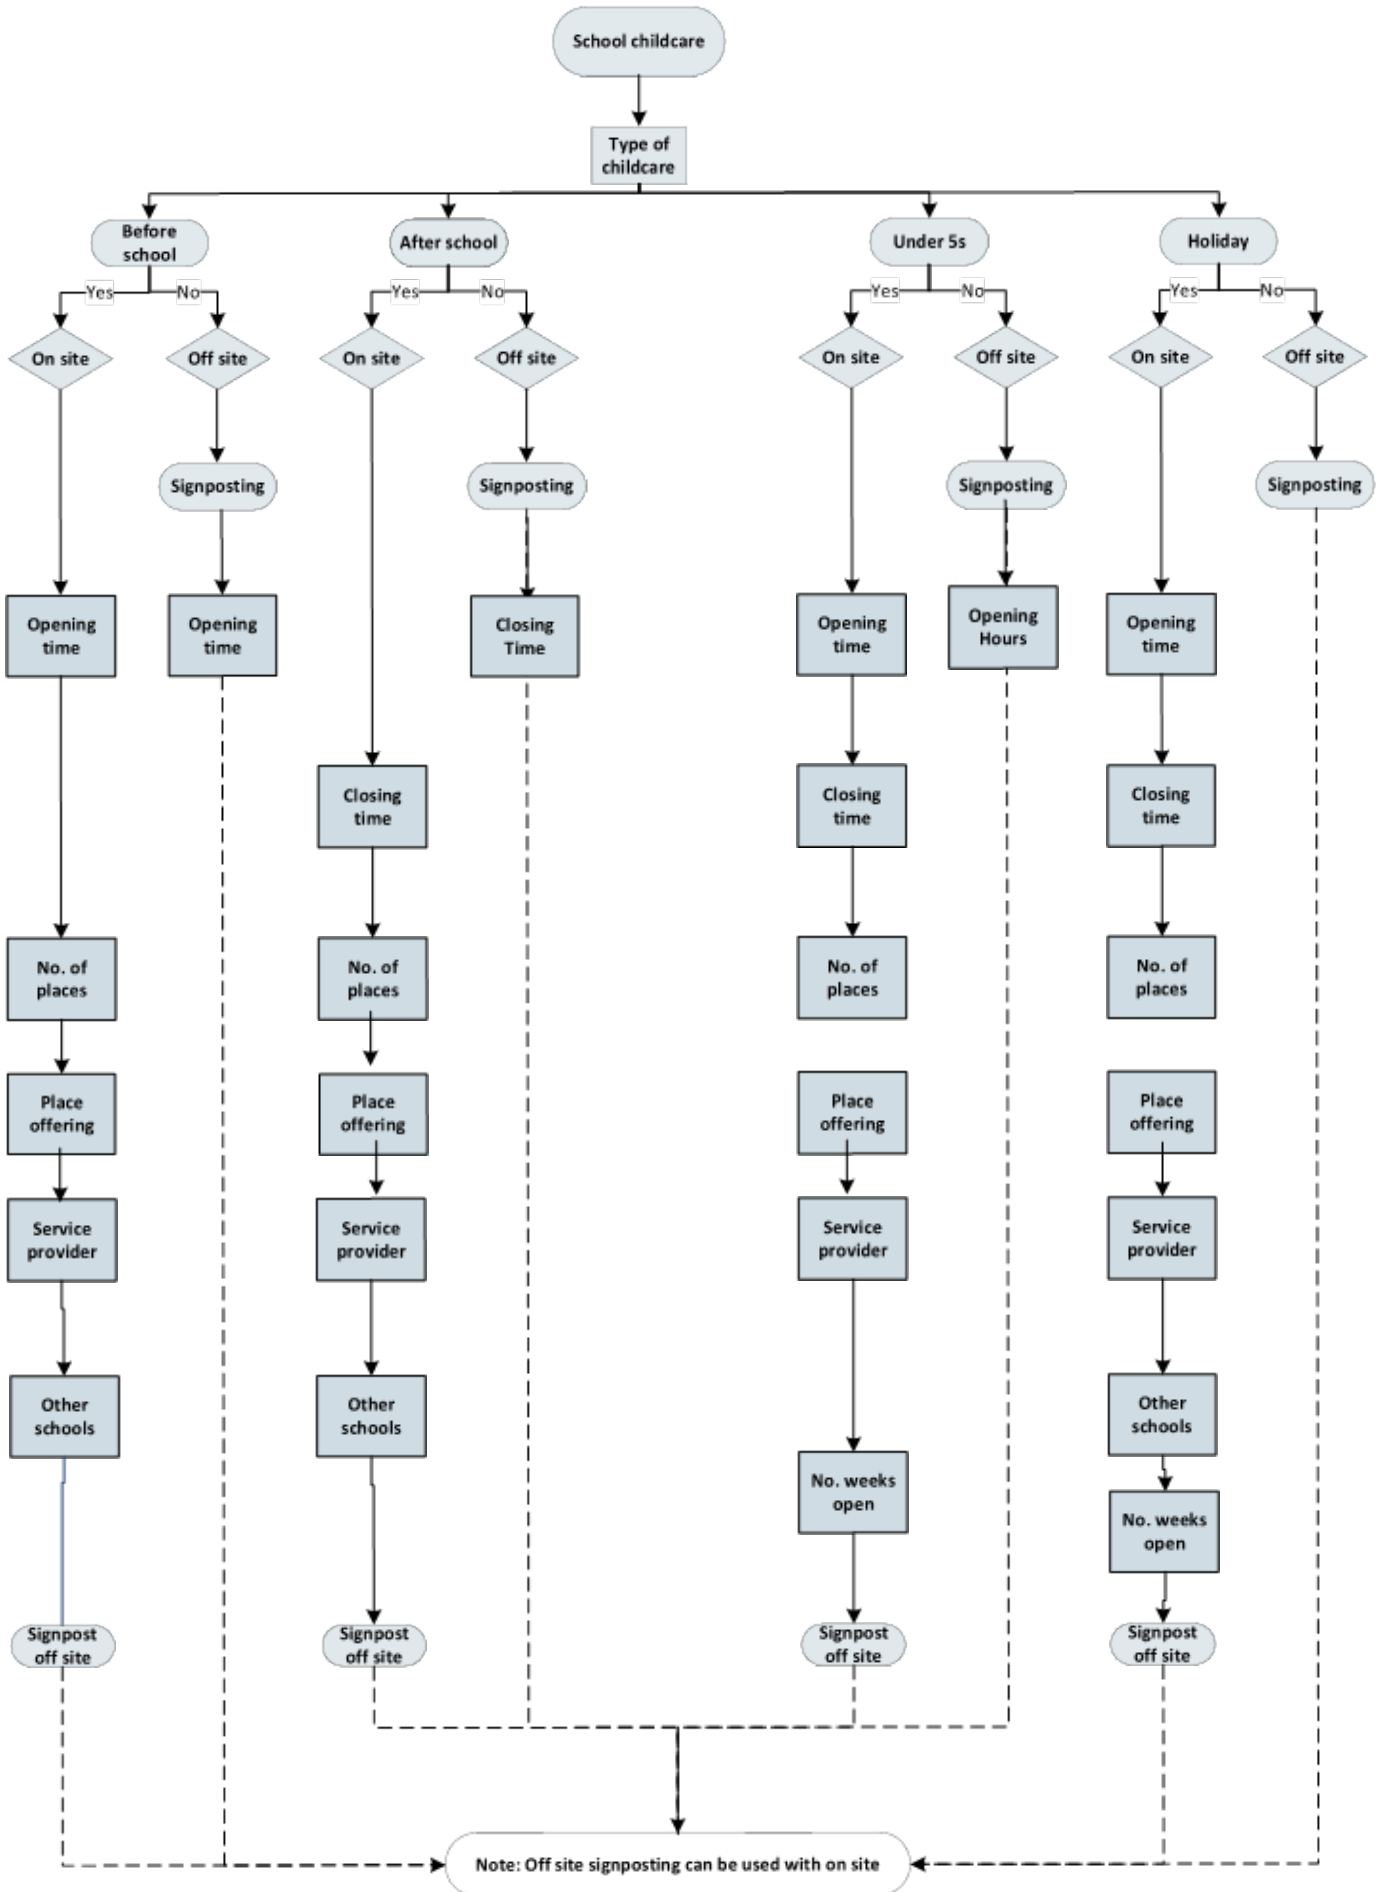 School childcare
Type of
childcare
Before
school
After school
Under 5s
Holiday
Yes
No
Yes
No
Yes
No
Yes
No
On site
Off site
On site
Off site
On site
Off site
On site
Off site
Signposting
Signposting
Signposting
Signposting
Opening
time
Opening
time
Closing
Time
Opening
time
Opening
Hours
Opening
time
Closing
time
Closing
time
Closing
time
No. of
places
No. of
places
No. of
places
No. of
places
Place
offering
Place
offering
Place
offering
Place
offering
Service
provider
Service
provider
Service
provider
Service
provider
Other
schools
Other
schools
Other
schools
No. weeks
open
No. weeks
open
Signpost
off site
Signpost
off site
Signpost
off site
Signpost
off site
Note: Off site signposting can be used with on site